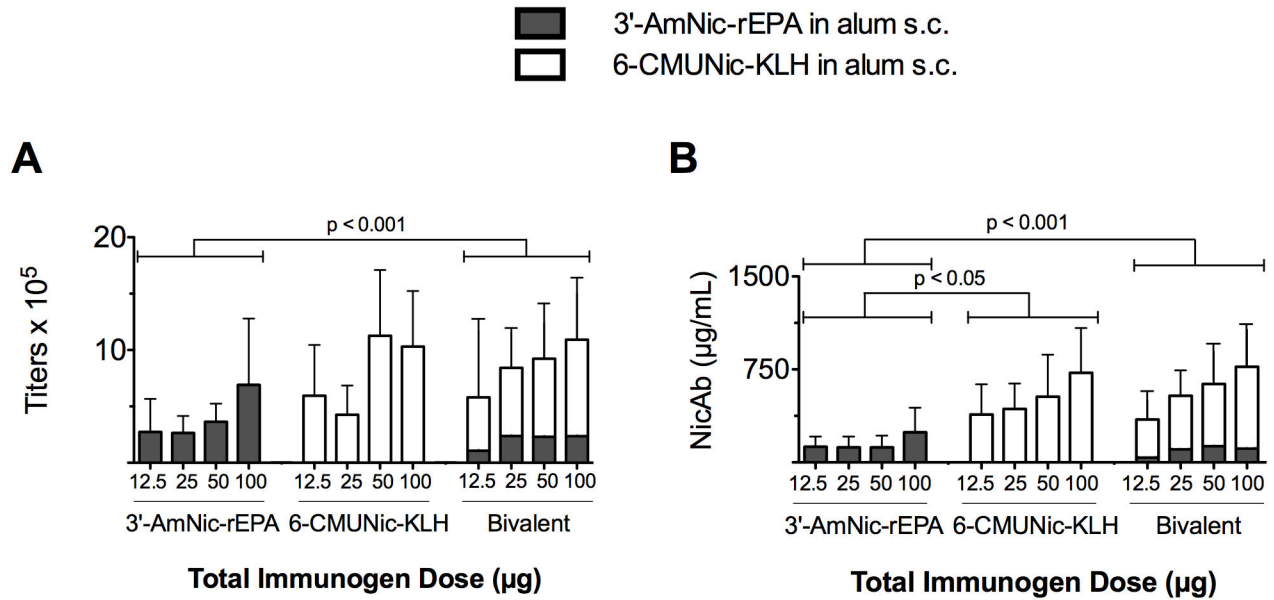 3'-AmNic-rEPA in alum s.c.
6-CMUNic-KLH in alum s.c.
A
p < 0.001
20
10
Titers x 10⁵
12.5 25 50 100 12.5 25 50 100 12.5 25 50 100
3'-AmNic-rEPA 6-CMUNic-KLH Bivalent
Total Immunogen Dose (µg)
B
p < 0.001
p < 0.05
1500
750
NicAb (µg/mL)
12.5 25 50 100 12.5 25 50 100 12.5 25 50 100
3'-AmNic-rEPA 6-CMUNic-KLH Bivalent
Total Immunogen Dose (µg)